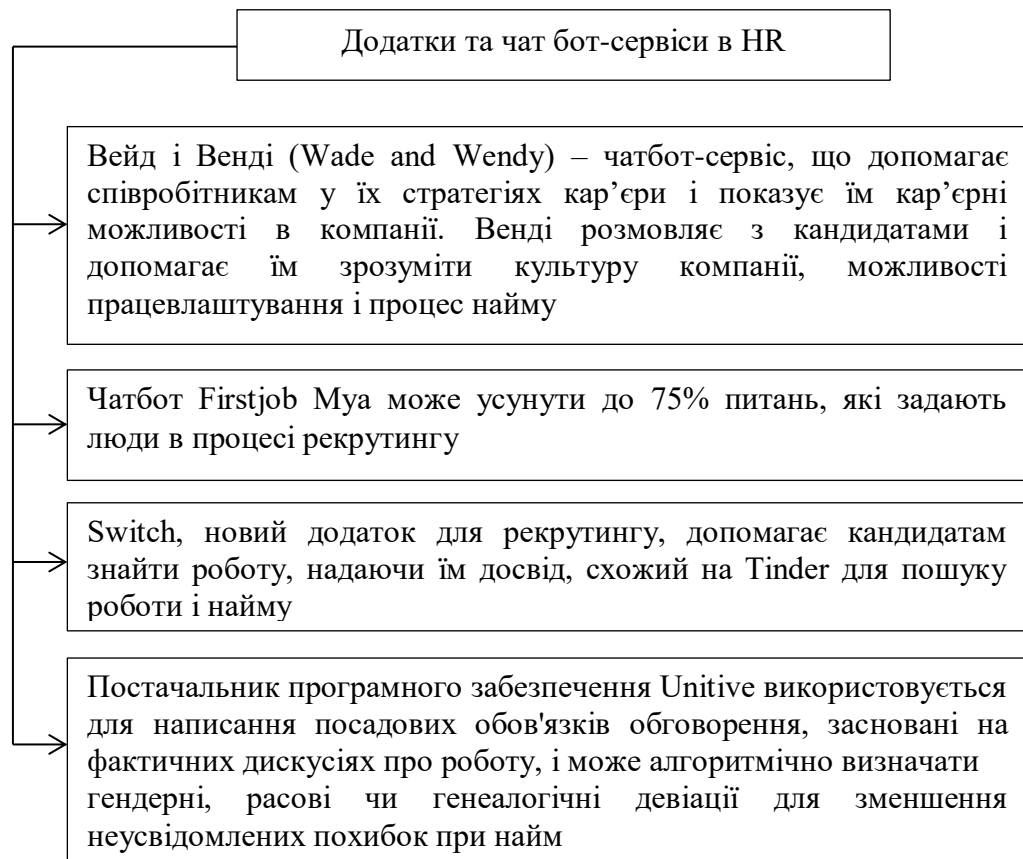 Додатки та чат бот-сервіси в HR
Вейд і Венді (Wade and Wendy) – чатбот-сервіс, що допомагає
співробітникам у їх стратегіях кар’єри і показує їм кар’єрні
можливості в компанії. Венді розмовляє з кандидатами і
допомагає їм зрозуміти культуру компанії, можливості
працевлаштування і процес найму
Чатбот Firstjob Mya може усунути до 75% питань, які задають
люди в процесі рекрутингу
Switch, новий додаток для рекрутингу, допомагає кандидатам
знайти роботу, надаючи їм досвід, схожий на Tinder для пошуку
роботи і найму
Постачальник програмного забезпечення Unitive використовується
для написання посадових обов'язків обговорення, засновані на
фактичних дискусіях про роботу, і може алгоритмічно визначати
гендерні, расові чи генеалогічні девіації для зменшення
неусвідомлених похибок при найм